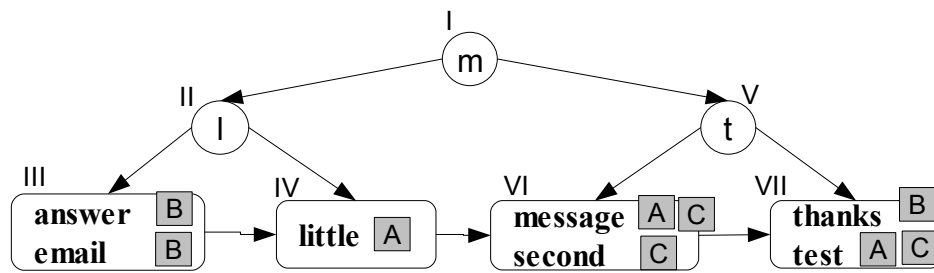 I
m
II
l
V
t
III
answer B
email B
IV
little A
VI
message A C
second C
VII
thanks B
test A C